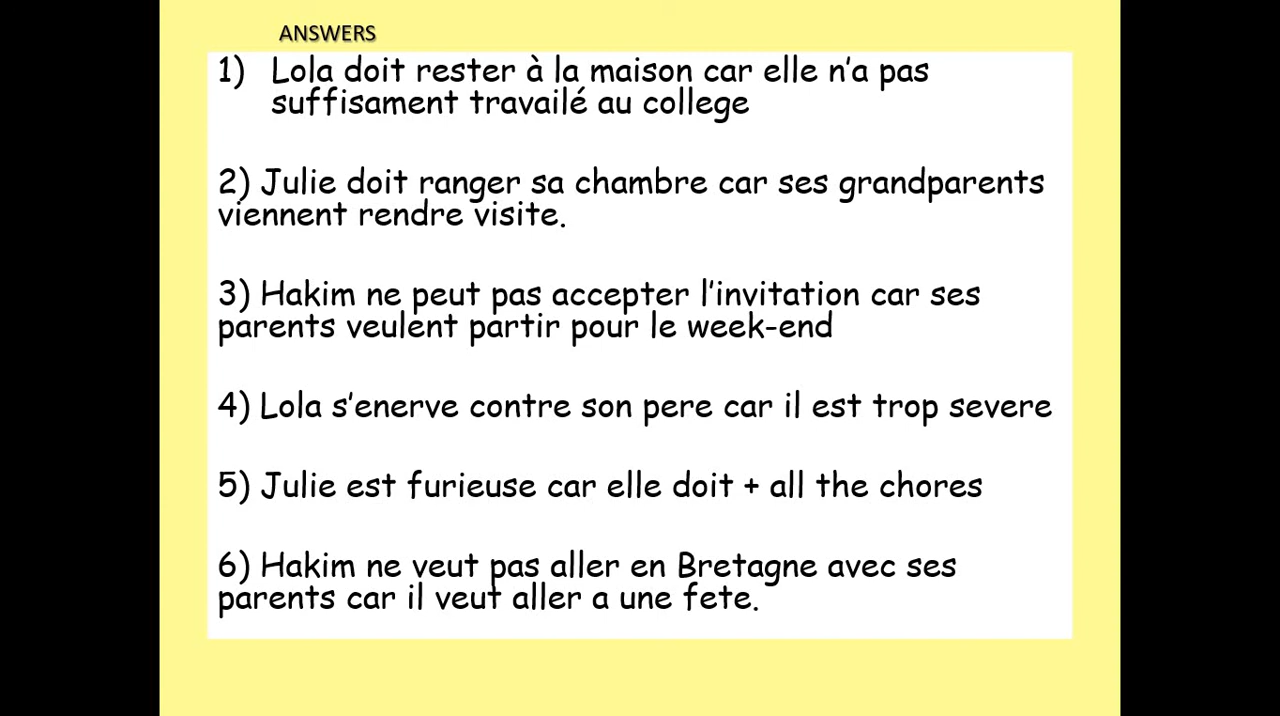 ANSWERS
1) Lola doit rester à la maison car elle n'a pas
suffisament travailé au college
2) Julie doit ranger sa chambre car ses grandparents
viennent rendre visite.
3) Hakim ne peut pas accepter l'invitation car ses
parents veulent partir pour le week-end
4) Lola s'enerve contre son pere car il est trop severe
5) Julie est furieuse car elle doit + all the chores
6) Hakim ne veut pas aller en Bretagne avec ses
parents car il veut aller a une fete.